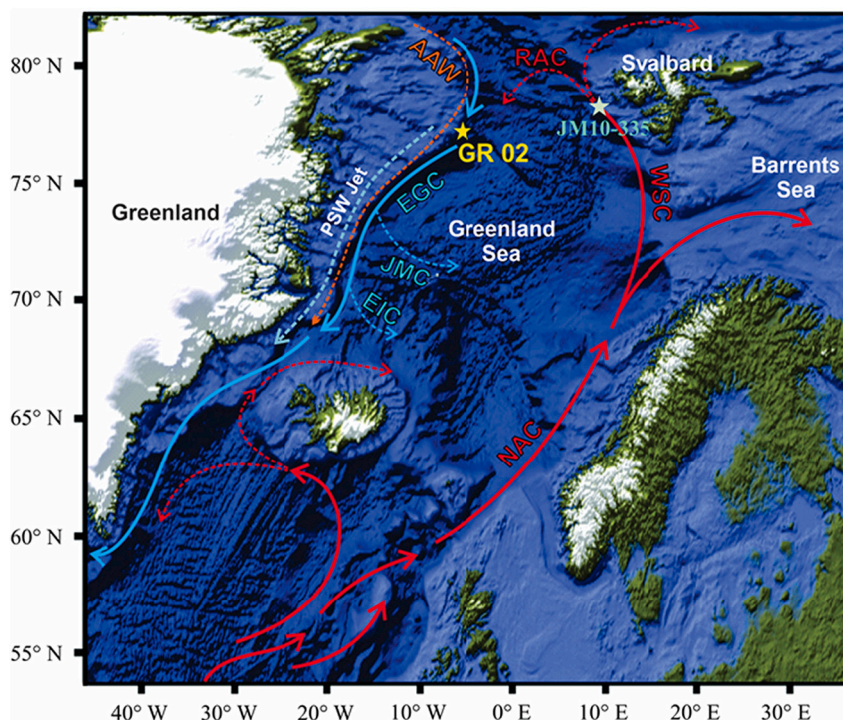 80° N
75° N
70° N
65° N
60° N
55° N
AAW
RAC
Svalbard
JM10-335
GR 02
WSC
Barrents
Sea
Greenland
PSW Jet
EGC
Greenland
Sea
JMC
EIC
NAC
40° W
30° W
20° W
10° W
0° E
10° E
20° E
30° E